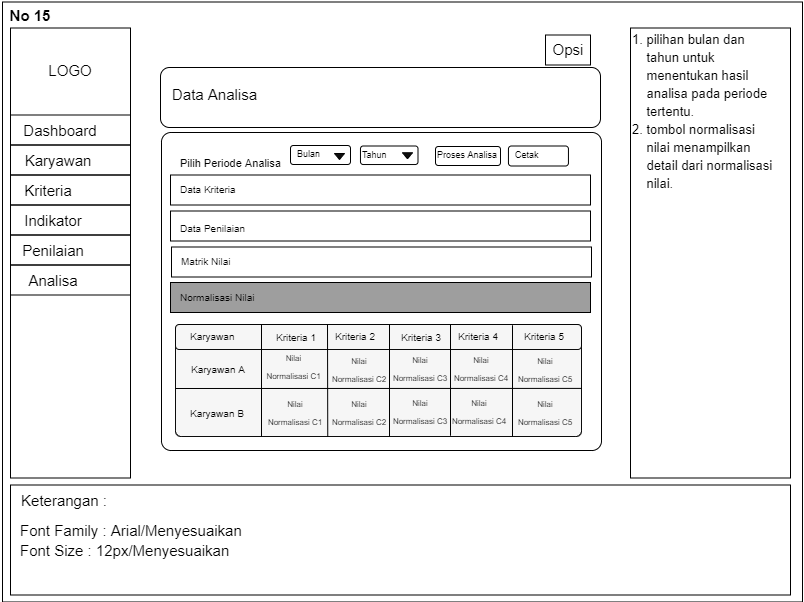 No 15
LOGO
Dashboard
Karyawan
Kriteria
Indikator
Penilaian
Analisa
Opsi
Data Analisa
Pilih Periode Analisa
Bulan
Tahun
Proses Analisa
Cetak
Data Kriteria
Data Penilaian
Matrik Nilai
Normalisasi Nilai
Karyawan Kriteria 1 Kriteria 2 Kriteria 3 Kriteria 4 Kriteria 5
Karyawan A
Nilai Nilai Nilai Nilai Nilai
Normalisasi C1 Normalisasi C2 Normalisasi C3 Normalisasi C4 Normalisasi C5
Karyawan B
Nilai Nilai Nilai Nilai Nilai
Normalisasi C1 Normalisasi C2 Normalisasi C3 Normalisasi C4 Normalisasi C5
1. pilihan bulan dan
tahun untuk
menentukan hasil
analisa pada periode
tertentu.
2. tombol normalisasi
nilai menampilkan
detail dari normalisasi
nilai.
Keterangan :
Font Family : Arial/Menyesuaikan
Font Size : 12px/Menyesuaikan